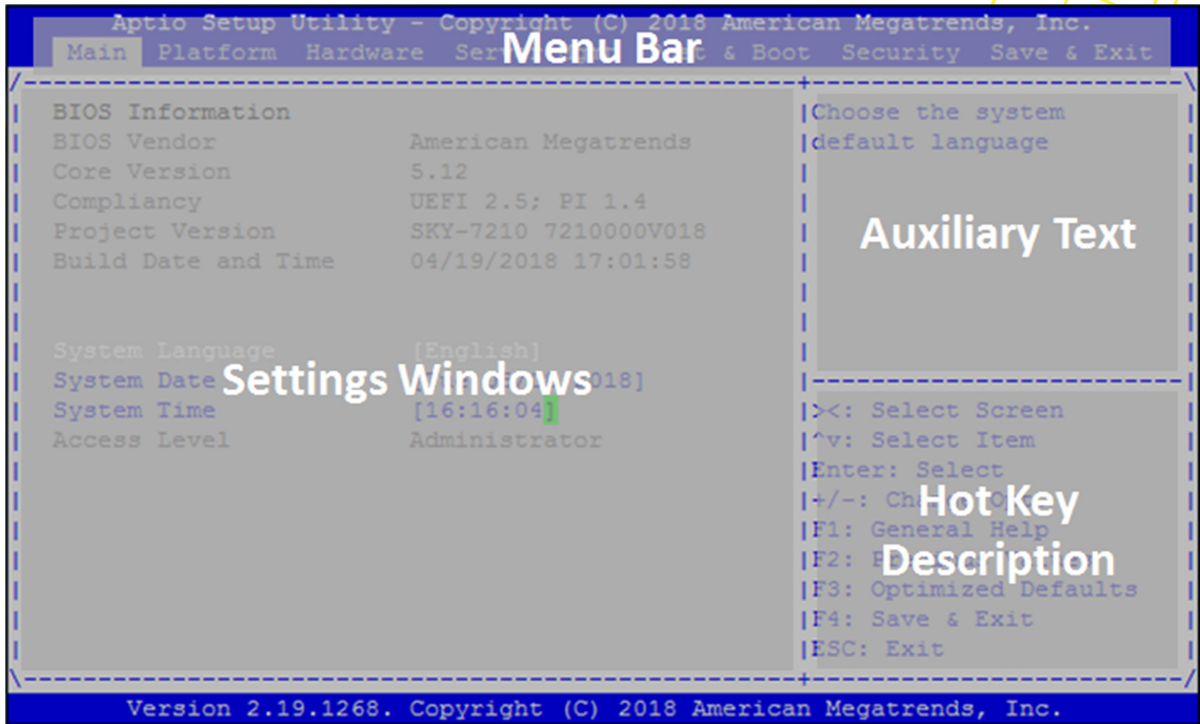 Aptio Setup Utility - Copyright (C) 2018 American Megatrends, Inc.
Main Platform Hardware & Boot Security Save & Exit
Menu Bar
BIOS Information
BIOS Vendor American Megatrends
Core Version 5.12
Compliancy UEFI 2.5; PI 1.4
Project Version SKY-7210 7210000V018
Build Date and Time 04/19/2018 17:01:58
System Language [English]
System Date 018]
Settings Windows
System Time [16:16:04]
Access Level Administrator
Choose the system
default language
Auxiliary Text
><: Select Screen
^v: Select Item
Enter: Select
+/-:
Hot Key
F1: General Help
F2:
Description
F3: Optimized Defaults
F4: Save & Exit
ESC: Exit
Version 2.19.1268. Copyright (C) 2018 American Megatrends, Inc.